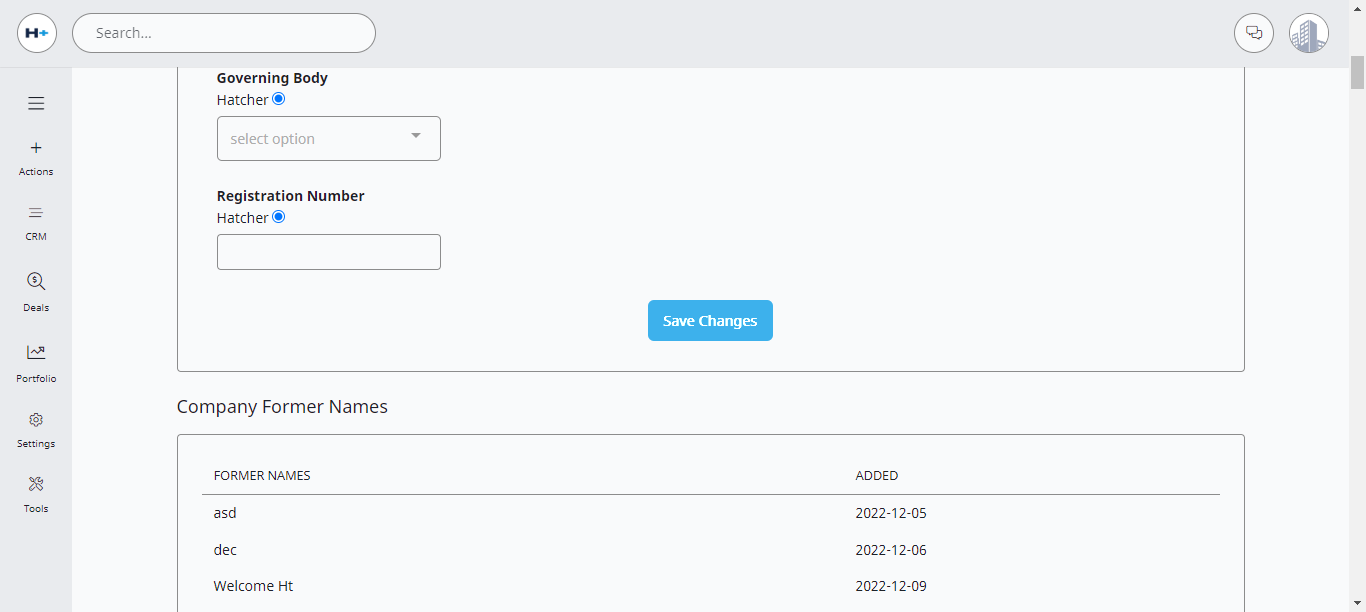 H+
Search...
Actions
CRM
Deals
Portfolio
Settings
Tools
Governing Body
Hatcher
select option
Registration Number
Hatcher
Save Changes
Company Former Names
FORMER NAMES ADDED
asd 2022-12-05
dec 2022-12-06
Welcome Ht 2022-12-09